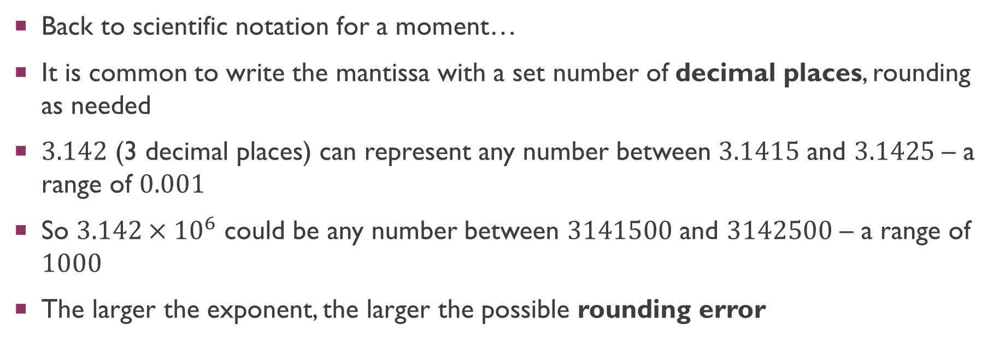 ▪ Back to scientific notation for a moment…
▪ It is common to write the mantissa with a set number of decimal places, rounding
as needed
▪ 3.142 (3 decimal places) can represent any number between 3.1415 and 3.1425 – a
range of 0.001
▪ So 3.142 × 10⁶ could be any number between 3141500 and 3142500 – a range of
1000
▪ The larger the exponent, the larger the possible rounding error